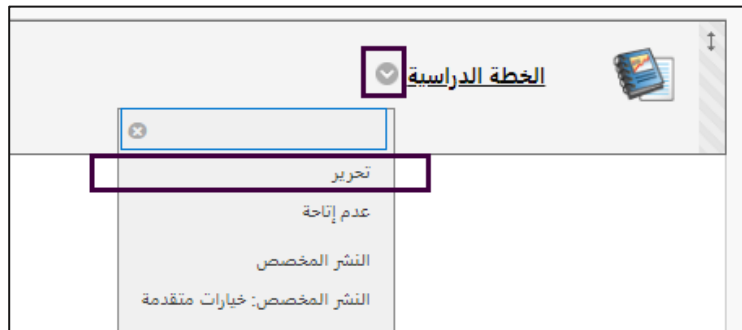 الخطة الدراسية
تحرير
عدم إتاحة
النشر المخصص
النشر المخصص: خيارات متقدمة